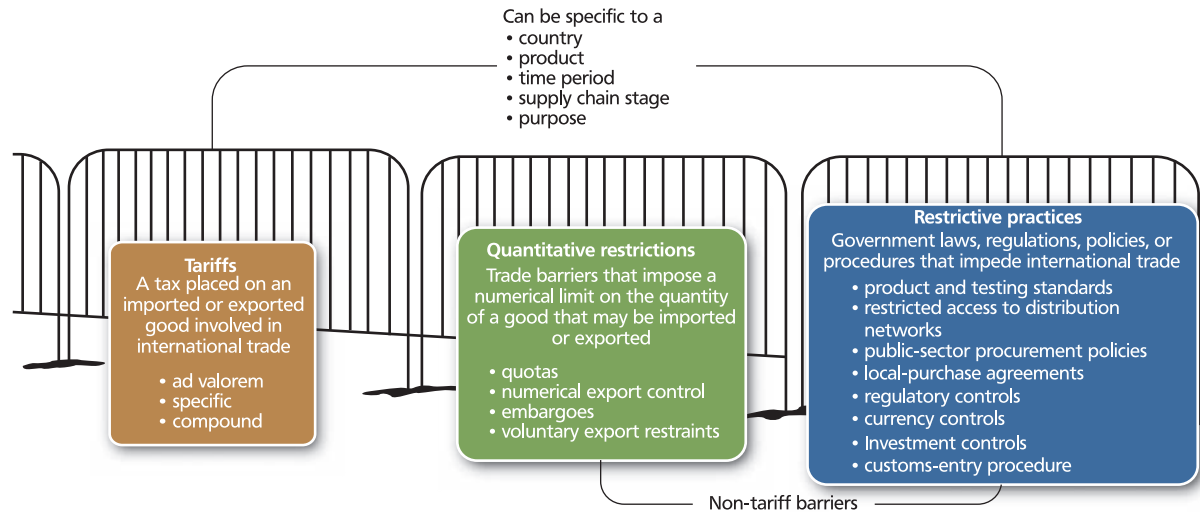 Can be specific to a
• country
• product
• time period
• supply chain stage
• purpose
Tariffs
A tax placed on an
imported or exported
good involved in
international trade
• ad valorem
• specific
• compound
Quantitative restrictions
Trade barriers that impose a
numerical limit on the quantity
of a good that may be imported
or exported
• quotas
• numerical export control
• embargoes
• voluntary export restraints
Restrictive practices
Government laws, regulations, policies, or
procedures that impede international trade
• product and testing standards
• restricted access to distribution
networks
• public-sector procurement policies
• local-purchase agreements
• regulatory controls
• currency controls
• Investment controls
• customs-entry procedure
Non-tariff barriers